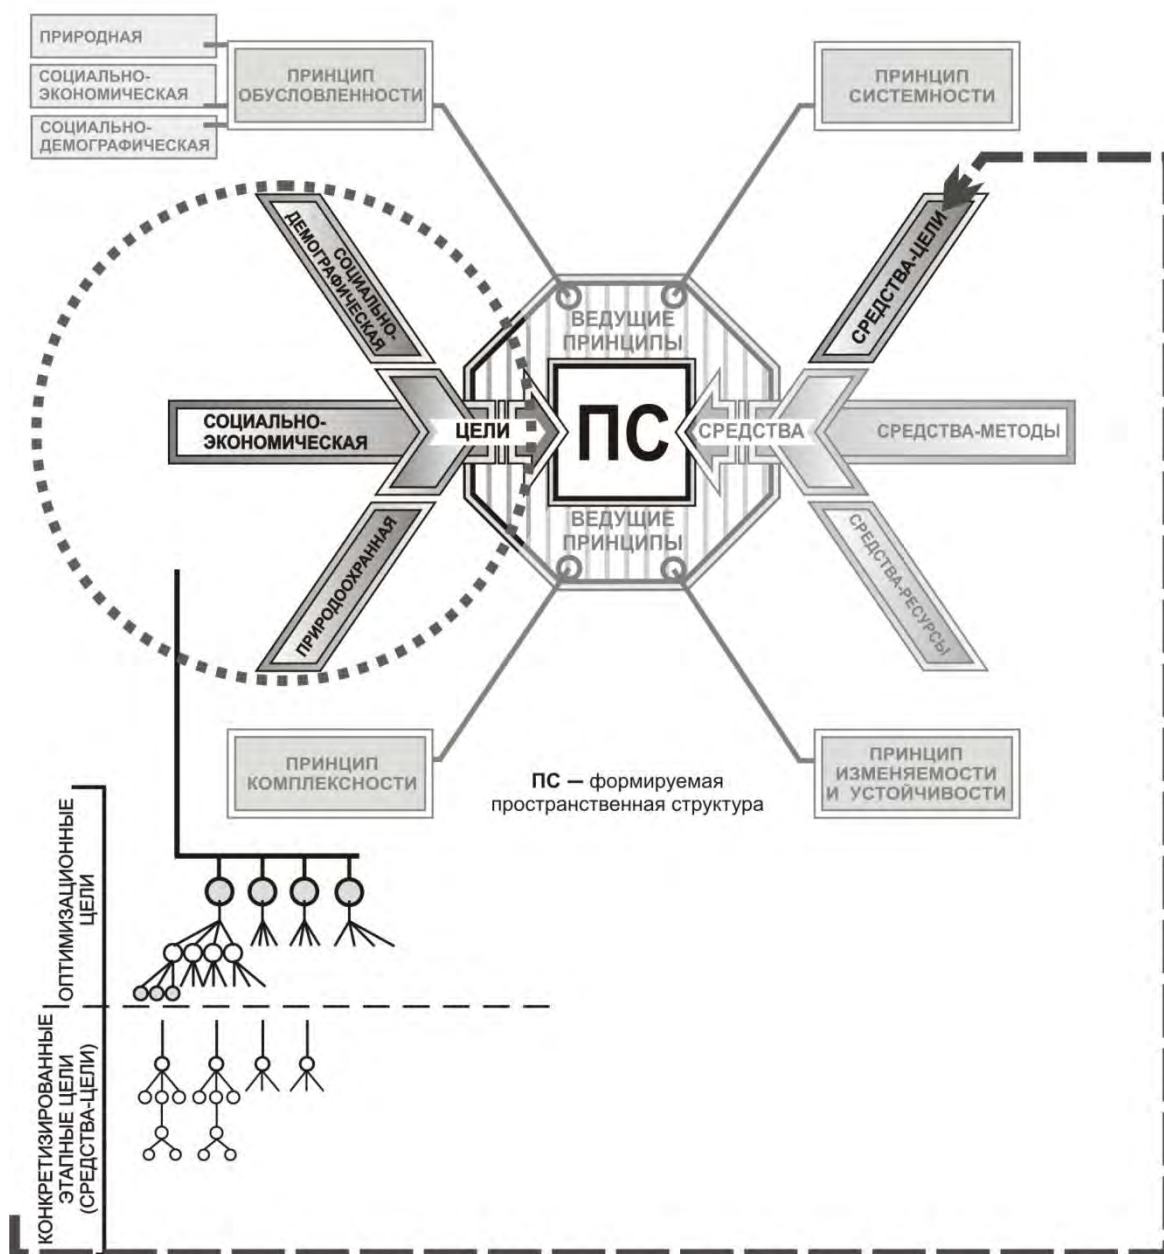 ПРИРОДНАЯ
СОЦИАЛЬНО-
ЭКОНОМИЧЕСКАЯ
СОЦИАЛЬНО-
ДЕМОГРАФИЧЕСКАЯ
ПРИНЦИП
ОБУСЛОВЛЕННОСТИ
ПРИНЦИП
СИСТЕМНОСТИ
СОЦИАЛЬНО-
ДЕМОГРАФИЧЕСКАЯ
СРЕДСТВА-ЦЕЛИ
ВЕДУЩИЕ
ПРИНЦИПЫ
СОЦИАЛЬНО-
ЭКОНОМИЧЕСКАЯ
ЦЕЛИ
ПС
СРЕДСТВА
СРЕДСТВА-МЕТОДЫ
ВЕДУЩИЕ
ПРИНЦИПЫ
ПРИРОДООХРАННАЯ
СРЕДСТВА-РЕСУРСЫ
ПРИНЦИП
КОМПЛЕКСНОСТИ
ПС — формируемая
пространственная структура
ПРИНЦИП
ИЗМЕНЯЕМОСТИ
И УСТОЙЧИВОСТИ
ОПТИМИЗАЦИОННЫЕ
ЦЕЛИ
КОНКРЕТИЗИРОВАННЫЕ
ЭТАПНЫЕ ЦЕЛИ
(СРЕДСТВА-ЦЕЛИ)